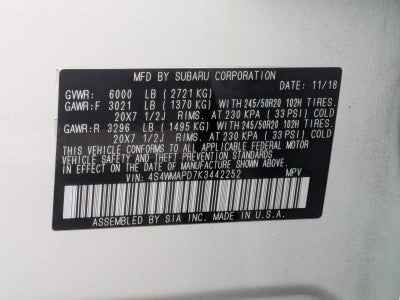 MFD BY SUBARU CORPORATION
DATE: 11/18
GVWR: 6000 LB (2721 KG)
GAWR:F 3021 LB (1370 KG) WITH 245/50R20 102H TIRES.
20X7 1/2J RIMS. AT 230 KPA ( 33 PSI) COLD
GAWR:R 3296 LB (1495 KG) WITH 245/50R20 102H TIRES.
20X7 1/2J RIMS. AT 230 KPA ( 33 PSI) COLD
THIS VEHICLE CONFORMS TO ALL APPLICABLE FEDERAL MOTOR
VEHICLE SAFETY AND THEFT PREVENTION STANDARDS
IN EFFECT ON THE DATE OF MANUFACTURE SHOWN ABOVE.
VIN: 4S4WMAPD7K3442252 MPV
ASSEMBLED BY SIA INC. MADE IN U.S.A.